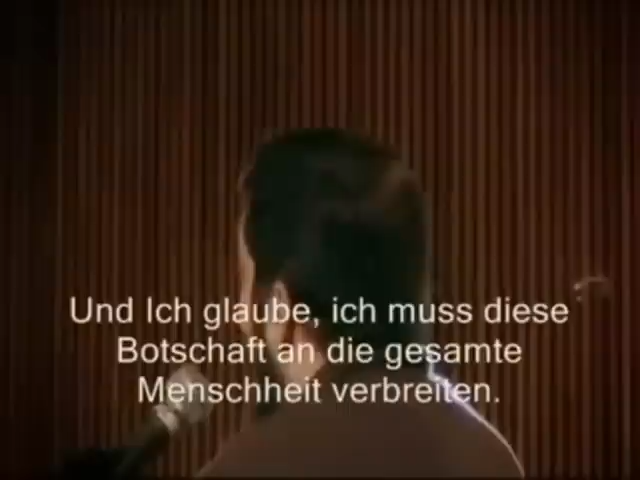 Und Ich glaube, ich muss diese
Botschaft an die gesamte
Menschheit verbreiten.